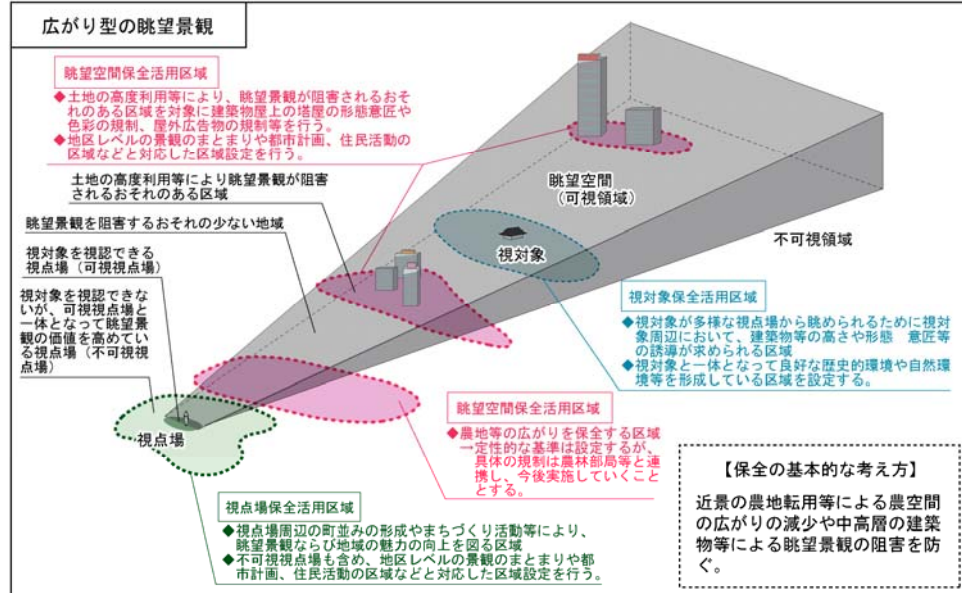 広がり型の眺望景観
眺望空間保全活用区域
◆土地の高度利用等により、眺望景観が阻害されるおそ
れのある区域を対象に建築物屋上の塔屋の形態意匠や
色彩の規制、屋外広告物の規制等を行う。
◆地区レベルの景観のまとまりや都市計画、住民活動の
区域などと対応した区域設定を行う。
土地の高度利用等により眺望景観が阻害
されるおそれのある区域
眺望景観を阻害するおそれの少ない地域
視対象を視認できる
視点場（可視視点場）
視対象を視認できな
いが、可視視点場と
一体となって眺望景
観の価値を高めてい
る視点場（不可視視
点場）
視点場
眺望空間
（可視領域）
視対象
不可視領域
視対象保全活用区域
◆視対象が多様な視点場から眺められるために視対
象周辺において、建築物等の高さや形態　意匠等
の誘導が求められる区域
◆視対象と一体となって良好な歴史的環境や自然環
境等を形成している区域を設定する。
眺望空間保全活用区域
◆農地等の広がりを保全する区域
→定性的な基準は設定するが、
具体の規制は農林部局等と連
携し、今後実施していくこと
とする。
視点場保全活用区域
◆視点場周辺の町並みの形成やまちづくり活動等により、
眺望景観ならび地域の魅力の向上を図る区域
◆不可視視点場も含め、地区レベルの景観のまとまりや都
市計画、住民活動の区域などと対応した区域設定を行う。
【保全の基本的な考え方】
近景の農地転用等による農空間
の広がりの減少や中高層の建築
物等による眺望景観の阻害を防
ぐ。